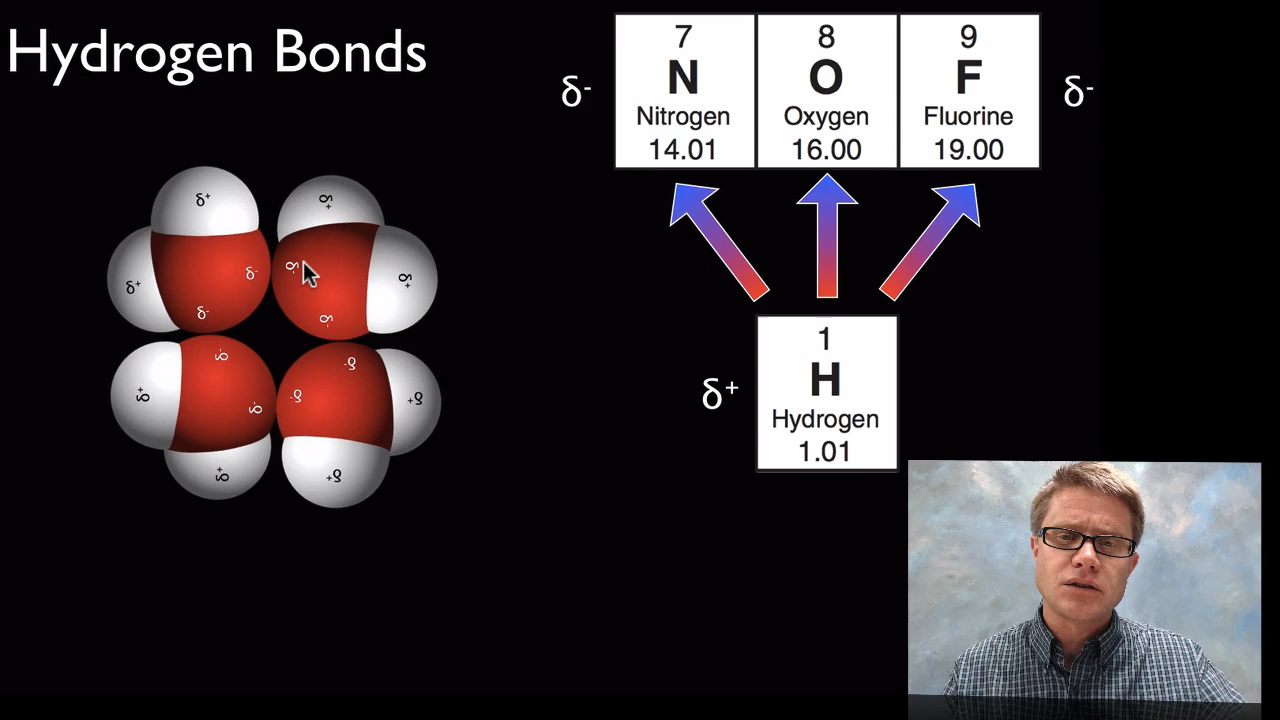 Hydrogen Bonds
7
N
Nitrogen
14.01
8
O
Oxygen
16.00
9
F
Fluorine
19.00
δ-
δ-
1
H
Hydrogen
1.01
δ+
δ+
δ+
δ-
δ-
δ+
δ+
δ-
δ-
δ+
δ+
δ-
δ-
δ+
δ+
δ-
δ-